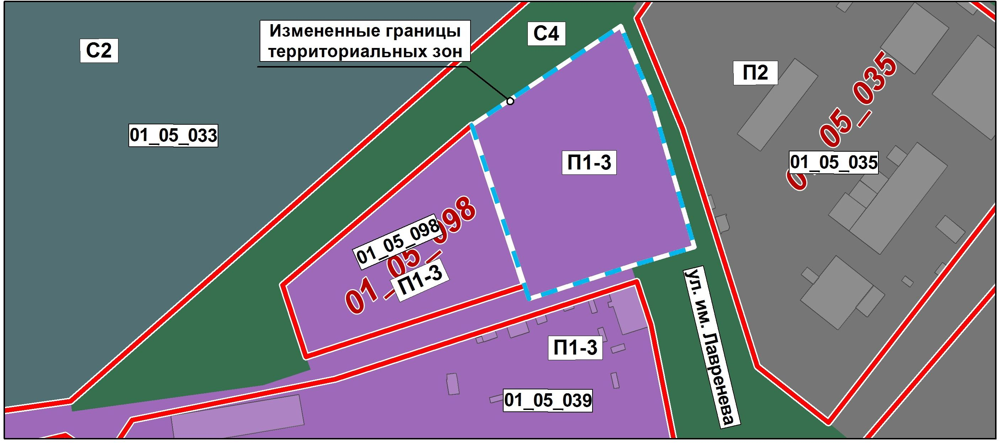 Измененные границы
территориальных зон
С4
С2
П2
01_05_035
01_05_033
П1-3
01_05_035
01_05_098
01_05_098
П1-3
ул. им. Лавренева
П1-3
01_05_039